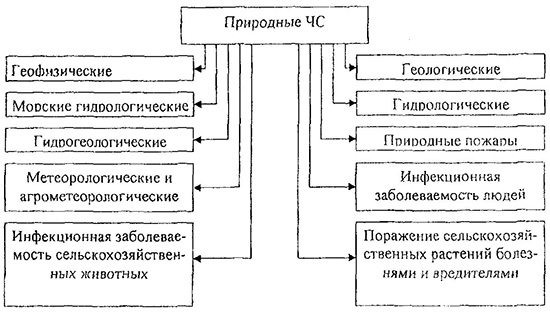 Природные ЧС
Геофизические
Морские гидрологические
Гидрогеологические
Метеорологические и
агрометеорологические
Инфекционная заболевае-
мость сельскохозяйствен-
ных животных
Геологические
Гидрологические
Природные пожары
Инфекционная
заболеваемость людей
Поражение сельскохозяй-
ственных растений болез-
нями и вредителями